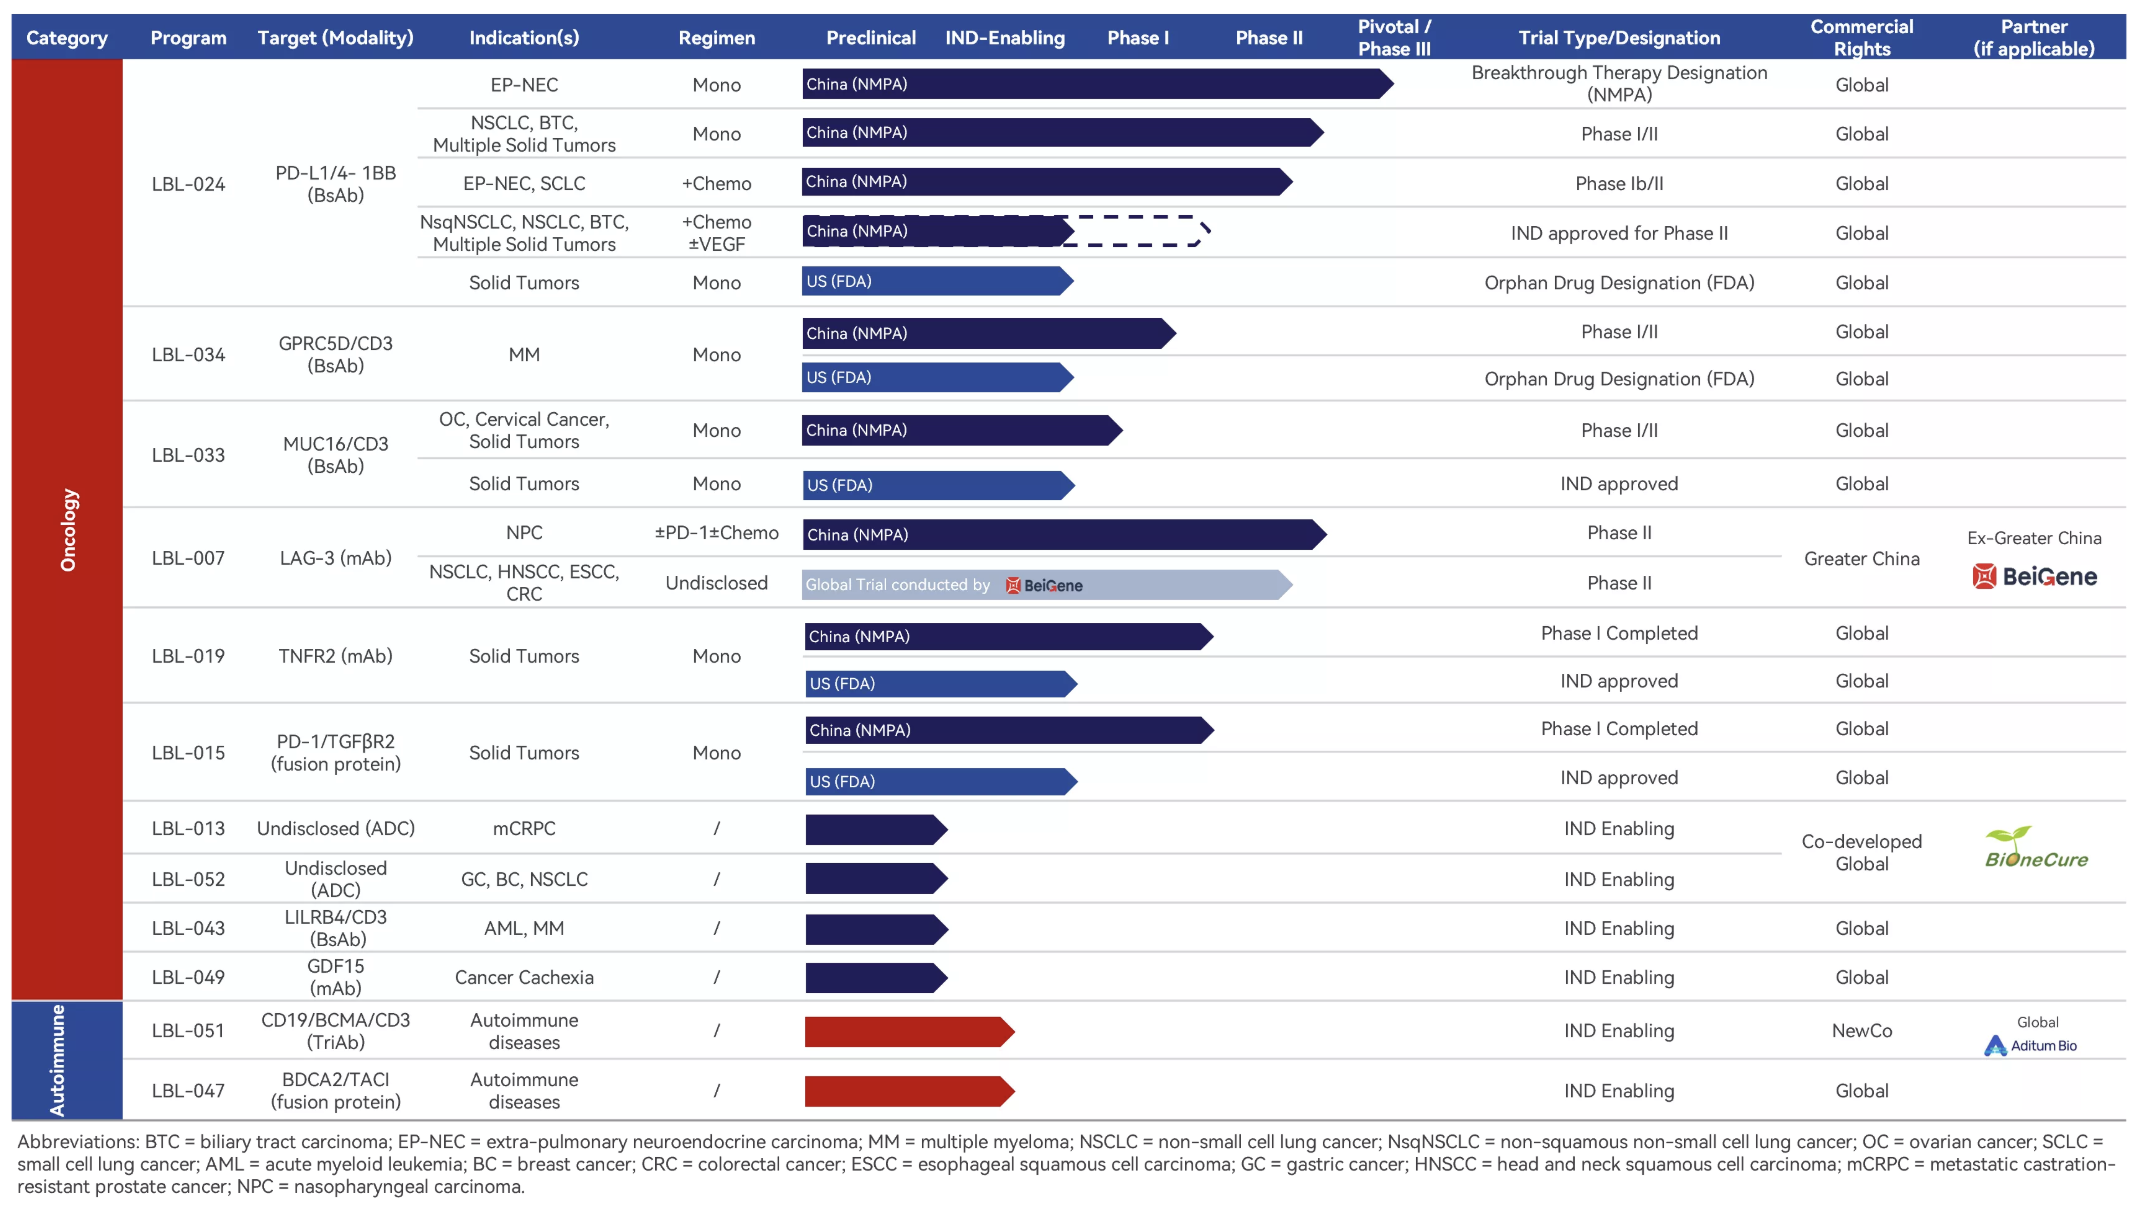 Category Program Target (Modality) Indication(s) Regimen Preclinical IND-Enabling Phase I Phase II Pivotal / Phase III Trial Type/Designation Commercial Rights Partner (if applicable)
Oncology
LBL-024
PD-L1/4- 1BB
(BsAb)
EP-NEC
Mono
China (NMPA)
Breakthrough Therapy Designation
(NMPA)
Global
NSCLC, BTC,
Multiple Solid Tumors
Mono
China (NMPA)
Phase I/II
Global
EP-NEC, SCLC
+Chemo
China (NMPA)
Phase Ib/II
Global
NsqNSCLC, NSCLC, BTC,
Multiple Solid Tumors
+Chemo
±VEGF
China (NMPA)
IND approved for Phase II
Global
Solid Tumors
Mono
US (FDA)
Orphan Drug Designation (FDA)
Global
LBL-034
GPRC5D/CD3
(BsAb)
MM
Mono
China (NMPA)
Phase I/II
Global
US (FDA)
Orphan Drug Designation (FDA)
Global
LBL-033
MUC16/CD3
(BsAb)
OC, Cervical Cancer,
Solid Tumors
Mono
China (NMPA)
Phase I/II
Global
Solid Tumors
Mono
US (FDA)
IND approved
Global
LBL-007
LAG-3 (mAb)
NPC
±PD-1±Chemo
China (NMPA)
Phase II
NSCLC, HNSCC, ESCC,
CRC
Undisclosed
Global Trial conducted by BeiGene
Phase II
Greater China
Ex-Greater China
BeiGene
LBL-019
TNFR2 (mAb)
Solid Tumors
Mono
China (NMPA)
Phase I Completed
Global
US (FDA)
IND approved
Global
LBL-015
PD-1/TGFβR2
(fusion protein)
Solid Tumors
Mono
China (NMPA)
Phase I Completed
Global
US (FDA)
IND approved
Global
LBL-013
Undisclosed (ADC)
mCRPC
/
IND Enabling
Co-developed
Global
BiOneCure
LBL-052
Undisclosed
(ADC)
GC, BC, NSCLC
/
IND Enabling
LBL-043
LILRB4/CD3
(BsAb)
AML, MM
/
IND Enabling
Global
LBL-049
GDF15
(mAb)
Cancer Cachexia
/
IND Enabling
Global
Autoimmune
LBL-051
CD19/BCMA/CD3
(TriAb)
Autoimmune
diseases
/
IND Enabling
NewCo
Global
Aditum Bio
LBL-047
BDCA2/TACI
(fusion protein)
Autoimmune
diseases
/
IND Enabling
Global
Abbreviations: BTC = biliary tract carcinoma; EP-NEC = extra-pulmonary neuroendocrine carcinoma; MM = multiple myeloma; NSCLC = non-small cell lung cancer; NsqNSCLC = non-squamous non-small cell lung cancer; OC = ovarian cancer; SCLC =
small cell lung cancer; AML = acute myeloid leukemia; BC = breast cancer; CRC = colorectal cancer; ESCC = esophageal squamous cell carcinoma; GC = gastric cancer; HNSCC = head and neck squamous cell carcinoma; mCRPC = metastatic castration-
resistant prostate cancer; NPC = nasopharyngeal carcinoma.